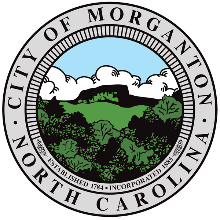 CITY OF MORGANTON
ESTABLISHED 1784 • INCORPORATED 1885
NORTH CAROLINA